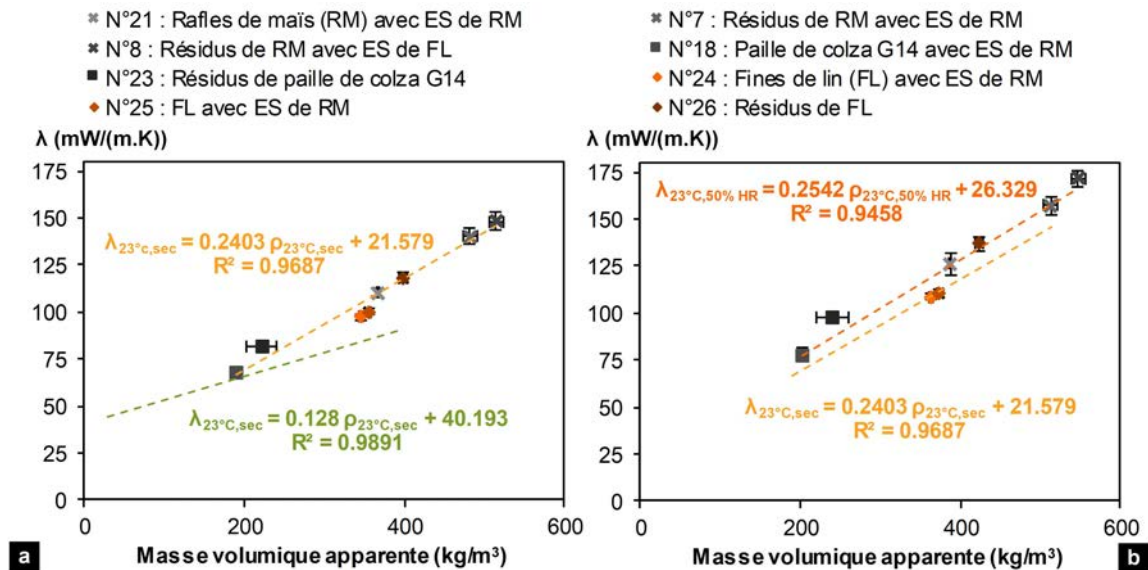 N°21 : Rafles de maïs (RM) avec ES de RM
N°8 : Résidus de RM avec ES de FL
N°23 : Résidus de paille de colza G14
N°25 : FL avec ES de RM
N°7 : Résidus de RM avec ES de RM
N°18 : Paille de colza G14 avec ES de RM
N°24 : Fines de lin (FL) avec ES de RM
N°26 : Résidus de FL
λ (mW/(m.K))
175
150
125
100
75
50
25
0
0 200 400 600
λ23°c,sec = 0.2403 ρ23°C,sec + 21.579
R² = 0.9687
λ23°C,sec = 0.128 ρ23°C,sec + 40.193
R² = 0.9891
a
Masse volumique apparente (kg/m³)
λ (mW/(m.K))
175
150
125
100
75
50
25
0
0 200 400 600
λ23°C,50% HR = 0.2542 ρ23°C,50% HR + 26.329
R² = 0.9458
λ23°C,sec = 0.2403 ρ23°C,sec + 21.579
R² = 0.9687
Masse volumique apparente (kg/m³)
b